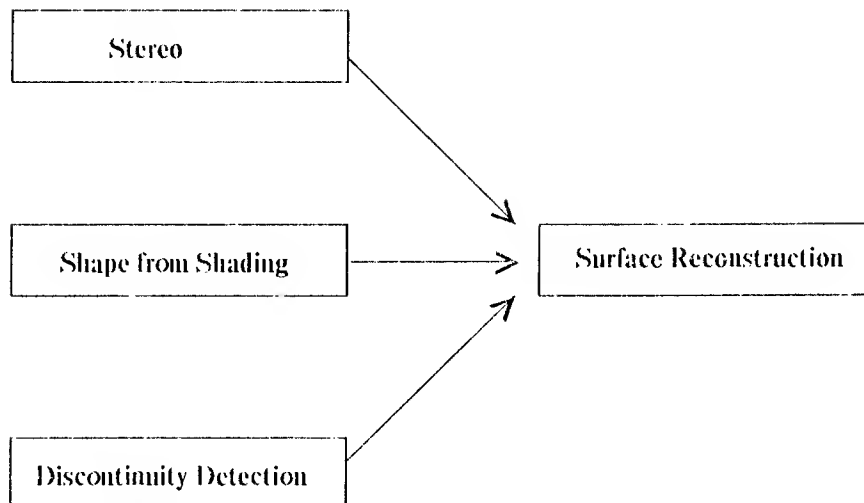 Stereo
Shape from Shading
Surface Reconstruction
Discontinuity Detection